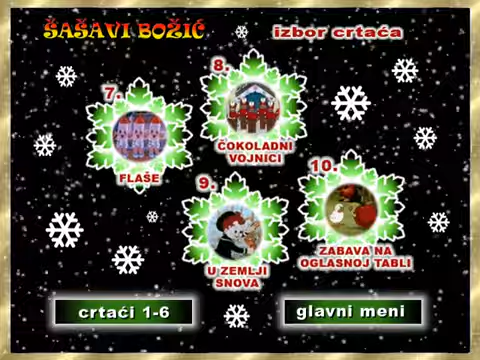 ŠAŠAVI BOŽIĆ
izbor crtaća
7.
FLAŠE
8.
ČOKOLADNI
VOJNICI
9.
U ZEMLJI
SNOVA
10.
ZABAVA NA
OGLASNOJ TABLI
crtaći 1-6
glavni meni